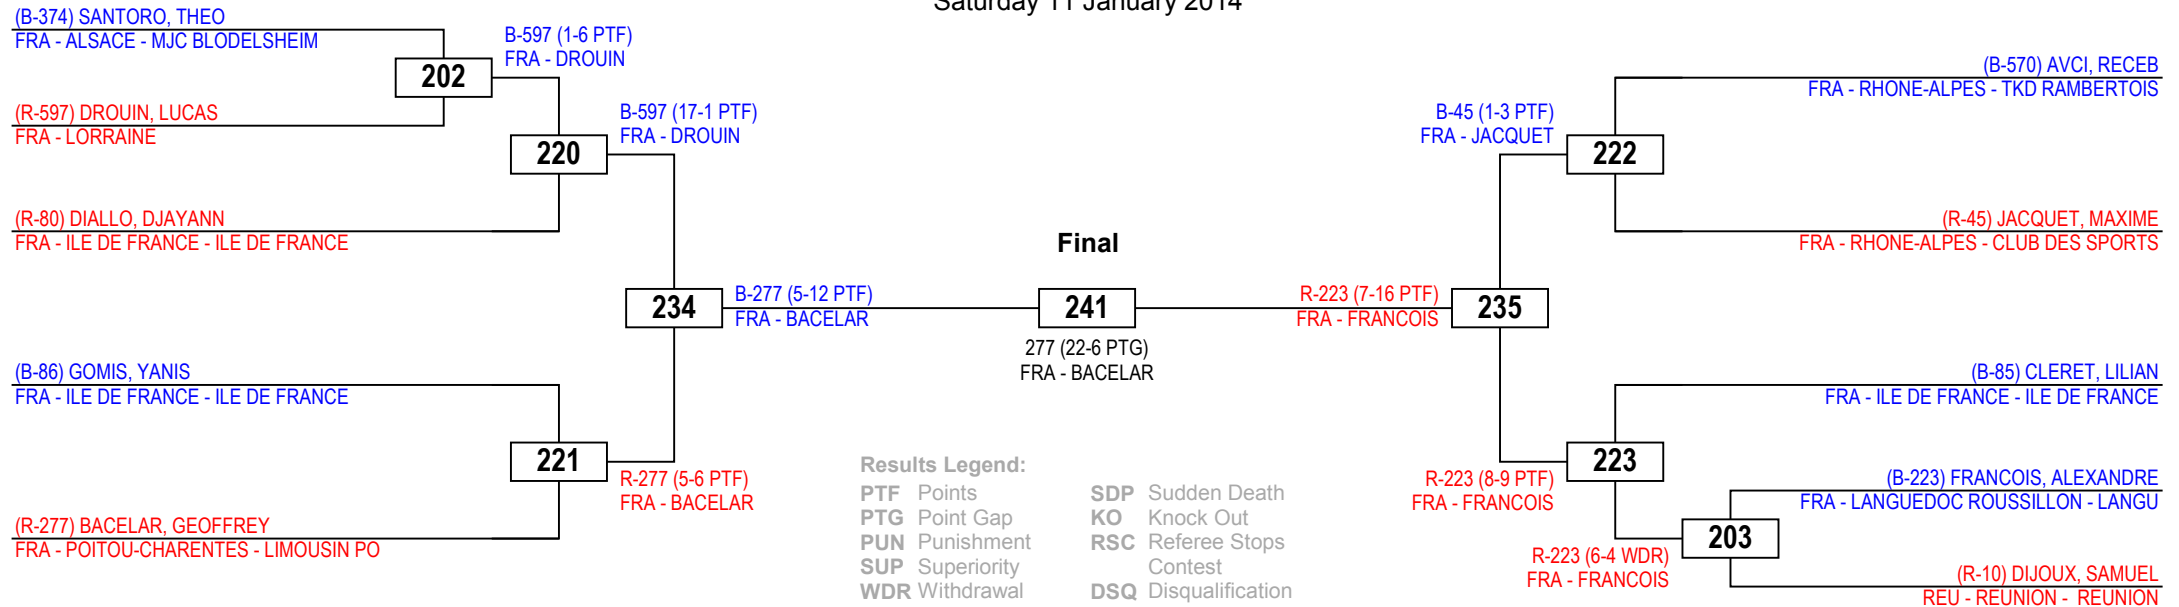 Saturday 11 January 2014
(B-374) SANTORO, THEO
FRA - ALSACE - MJC BLODELSHEIM
202
(R-597) DROUIN, LUCAS
FRA - LORRAINE
B-597 (1-6 PTF)
FRA - DROUIN
220
(R-80) DIALLO, DJAYANN
FRA - ILE DE FRANCE - ILE DE FRANCE
B-597 (17-1 PTF)
FRA - DROUIN
234
(B-86) GOMIS, YANIS
FRA - ILE DE FRANCE - ILE DE FRANCE
221
(R-277) BACELAR, GEOFFREY
FRA - POITOU-CHARENTES - LIMOUSIN PO
R-277 (5-6 PTF)
FRA - BACELAR
B-277 (5-12 PTF)
FRA - BACELAR
Final
241
277 (22-6 PTG)
FRA - BACELAR
R-223 (7-16 PTF)
FRA - FRANCOIS
235
B-45 (1-3 PTF)
FRA - JACQUET
222
(B-570) AVCI, RECEB
FRA - RHONE-ALPES - TKD RAMBERTOIS
(R-45) JACQUET, MAXIME
FRA - RHONE-ALPES - CLUB DES SPORTS
R-223 (8-9 PTF)
FRA - FRANCOIS
223
(B-85) CLERET, LILIAN
FRA - ILE DE FRANCE - ILE DE FRANCE
R-223 (6-4 WDR)
FRA - FRANCOIS
203
(B-223) FRANCOIS, ALEXANDRE
FRA - LANGUEDOC ROUSSILLON - LANGU
(R-10) DIJOUX, SAMUEL
REU - REUNION - REUNION
Results Legend:
PTF Points
PTG Point Gap
PUN Punishment
SUP Superiority
WDR Withdrawal
SDP Sudden Death
KO Knock Out
RSC Referee Stops
Contest
DSQ Disqualification